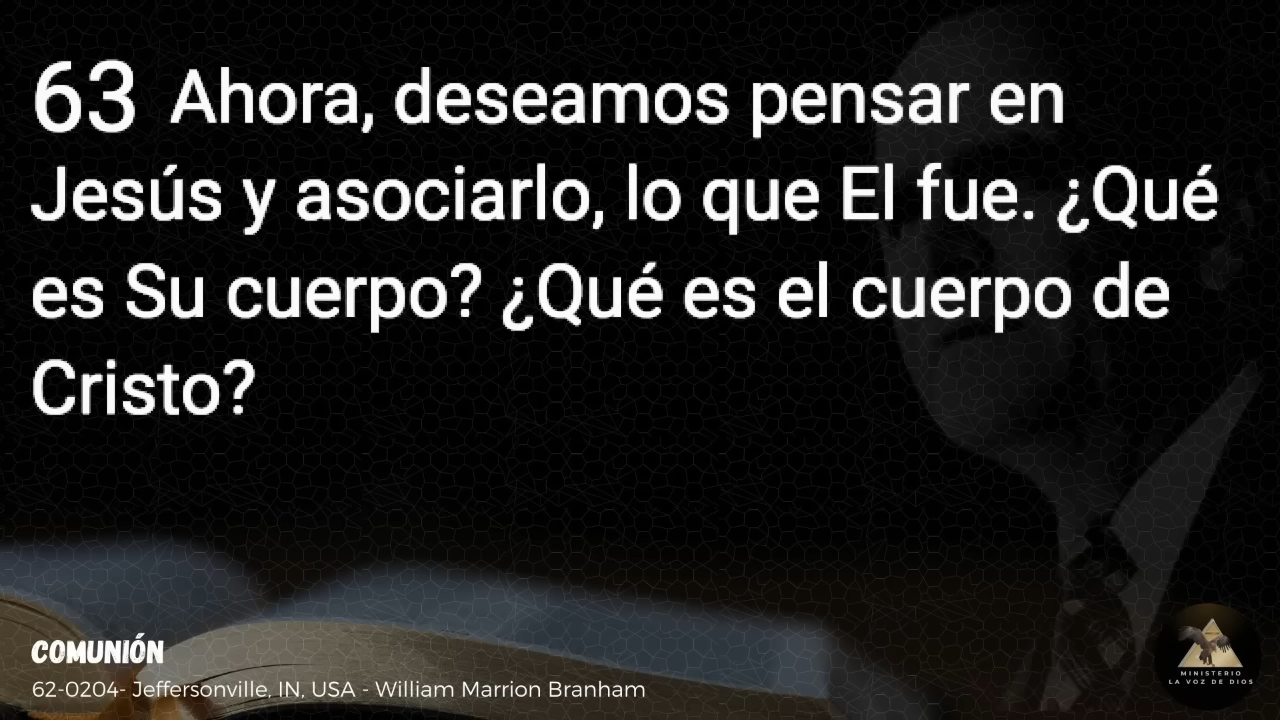 63 Ahora, deseamos pensar en
Jesús y asociarlo, lo que El fue. ¿Qué
es Su cuerpo? ¿Qué es el cuerpo de
Cristo?
COMUNIÓN
62-0204- Jeffersonville, IN, USA - William Marrion Branham
MINISTERIO
LA VOZ DE DIOS